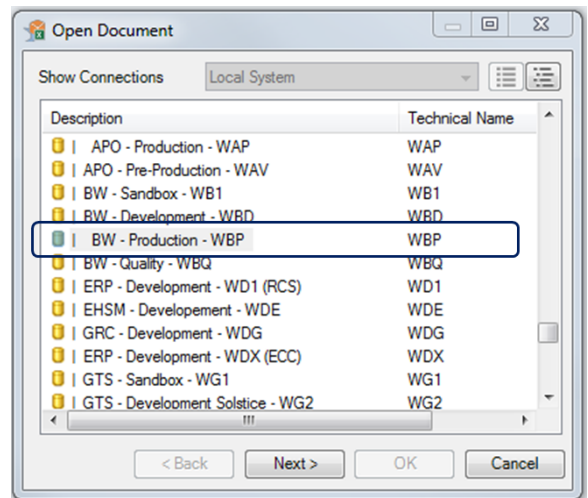 Open Document
Show Connections Local System
Description Technical Name
| APO - Production - WAP WAP
| APO - Pre-Production - WAV WAV
| BW - Sandbox - WB1 WB1
| BW - Development - WBD WBD
| BW - Production - WBP WBP
| BW - Quality - WBQ WBQ
| ERP - Development - WD1 (RCS) WD1
| EHSM - Developement - WDE WDE
| GRC - Development - WDG WDG
| ERP - Development - WDX (ECC) WDX
| GTS - Sandbox - WG1 WG1
| GTS - Development Solstice - WG2 WG2
< Back Next > OK Cancel